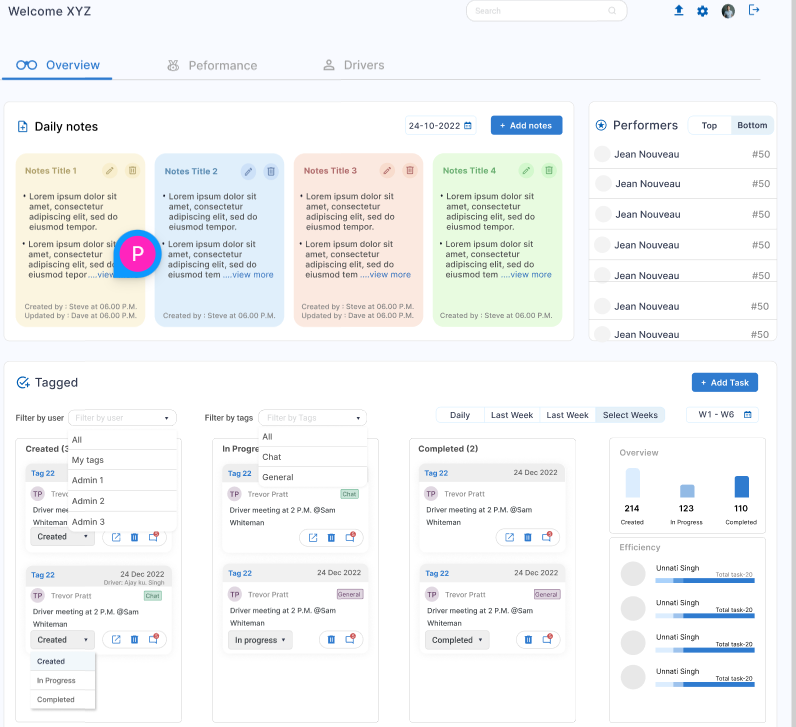 Welcome XYZ
Search
Overview
Peformance
Drivers
Daily notes
24-10-2022
+ Add notes
Notes Title 1
Lorem ipsum dolor sit
amet, consectetur
adipiscing elit, sed do
eiusmod tempor.
Lorem ipsum dolor sit
amet, consectetur
adipiscing elit, sed do
eiusmod tepor....view
Created by : Steve at 06.00 P.M.
Updated by : Dave at 06.00 P.M.
P
Notes Title 2
Lorem ipsum dolor sit
amet, consectetur
adipiscing elit, sed do
eiusmod tempor.
Lorem ipsum dolor sit
amet, consectetur
adipiscing elit, sed do
eiusmod tem ....view more
Created by : Steve at 06.00 P.M.
Notes Title 3
Lorem ipsum dolor sit
amet, consectetur
adipiscing elit, sed do
eiusmod tempor.
Lorem ipsum dolor sit
amet, consectetur
adipiscing elit, sed do
eiusmod tem ....view more
Created by : Steve at 06.00 P.M.
Updated by : Dave at 06.00 P.M.
Notes Title 4
Lorem ipsum dolor sit
amet, consectetur
adipiscing elit, sed do
eiusmod tempor.
Lorem ipsum dolor sit
amet, consectetur
adipiscing elit, sed do
eiusmod tem ....view more
Created by : Steve at 06.00 P.M.
Performers
Top
Bottom
Jean Nouveau #50
Jean Nouveau #50
Jean Nouveau #50
Jean Nouveau #50
Jean Nouveau #50
Jean Nouveau #50
Jean Nouveau #50
Tagged
+ Add Task
Filter by user
Filter by user
Filter by tags
Filter by Tags
Daily
Last Week
Last Week
Select Weeks
W1 - W6
All
My tags
Admin 1
Admin 2
Admin 3
All
Chat
General
Created (3
Tag 22
TP Trevo
Driver mee
Whiteman
Created
Tag 22 24 Dec 2022
Driver: Ajay ku. Singh
TP Trevor Pratt Chat
Driver meeting at 2 P.M. @Sam
Whiteman
Created
Created
In Progress
Completed
In Progre
Tag 22
TP Trevor Pratt Chat
Driver meeting at 2 P.M. @Sam
Whiteman
Tag 22 24 Dec 2022
TP Trevor Pratt General
Driver meeting at 2 P.M. @Sam
Whiteman
In progress
Completed (2)
Tag 22 24 Dec 2022
TP Trevor Pratt
Driver meeting at 2 P.M. @Sam
Whiteman
Tag 22 24 Dec 2022
TP Trevor Pratt General
Driver meeting at 2 P.M. @Sam
Whiteman
Completed
Overview
214 123 110
Created In Progress Completed
Efficiency
Unnati Singh
Total task-20
Unnati Singh
Total task-20
Unnati Singh
Total task-20
Unnati Singh
Total task-20